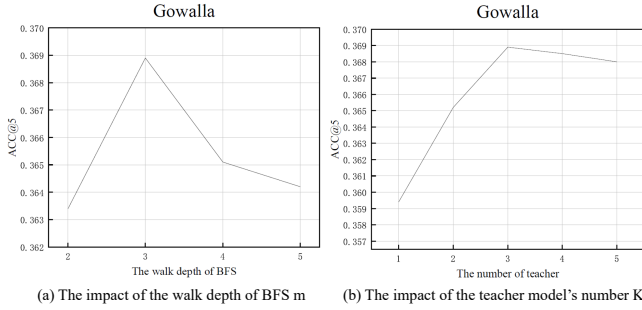 Gowalla
0.370
0.369
0.368
0.367
0.366
0.365
0.364
0.363
0.362
ACC@5
2 3 4 5
The walk depth of BFS
(a) The impact of the walk depth of BFS m
Gowalla
0.370
0.369
0.368
0.366
0.365
0.364
0.363
0.362
0.361
0.360
0.359
0.358
0.357
ACC@5
1 2 3 4 5
The number of teacher
(b) The impact of the teacher model's number K